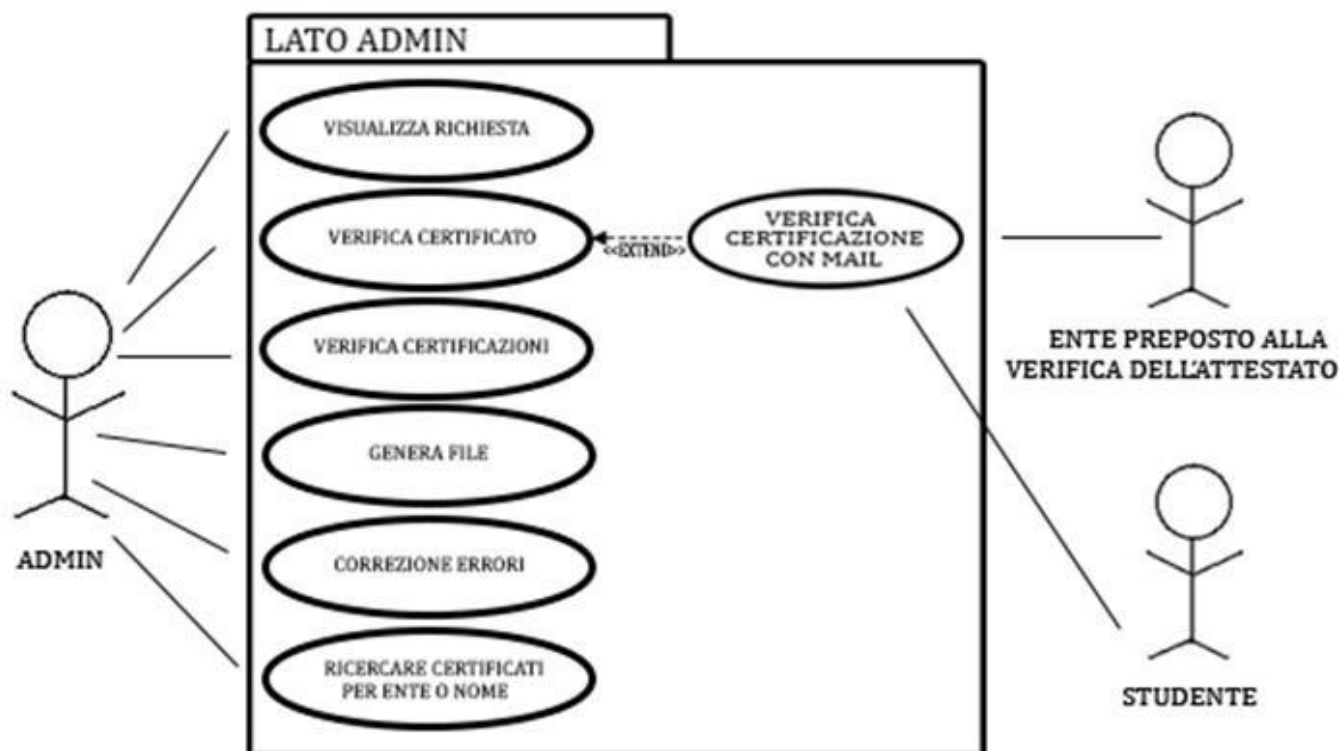 LATO ADMIN
VISUALIZZA RICHIESTA
VERIFICA CERTIFICATO
<<EXTEND>>
VERIFICA
CERTIFICAZIONE
CON MAIL
VERIFICA CERTIFICAZIONI
GENERA FILE
CORREZIONE ERRORI
RICERCARE CERTIFICATI
PER ENTE O NOME
ADMIN
ENTE PREPOSTO ALLA
VERIFICA DELL'ATTESTATO
STUDENTE